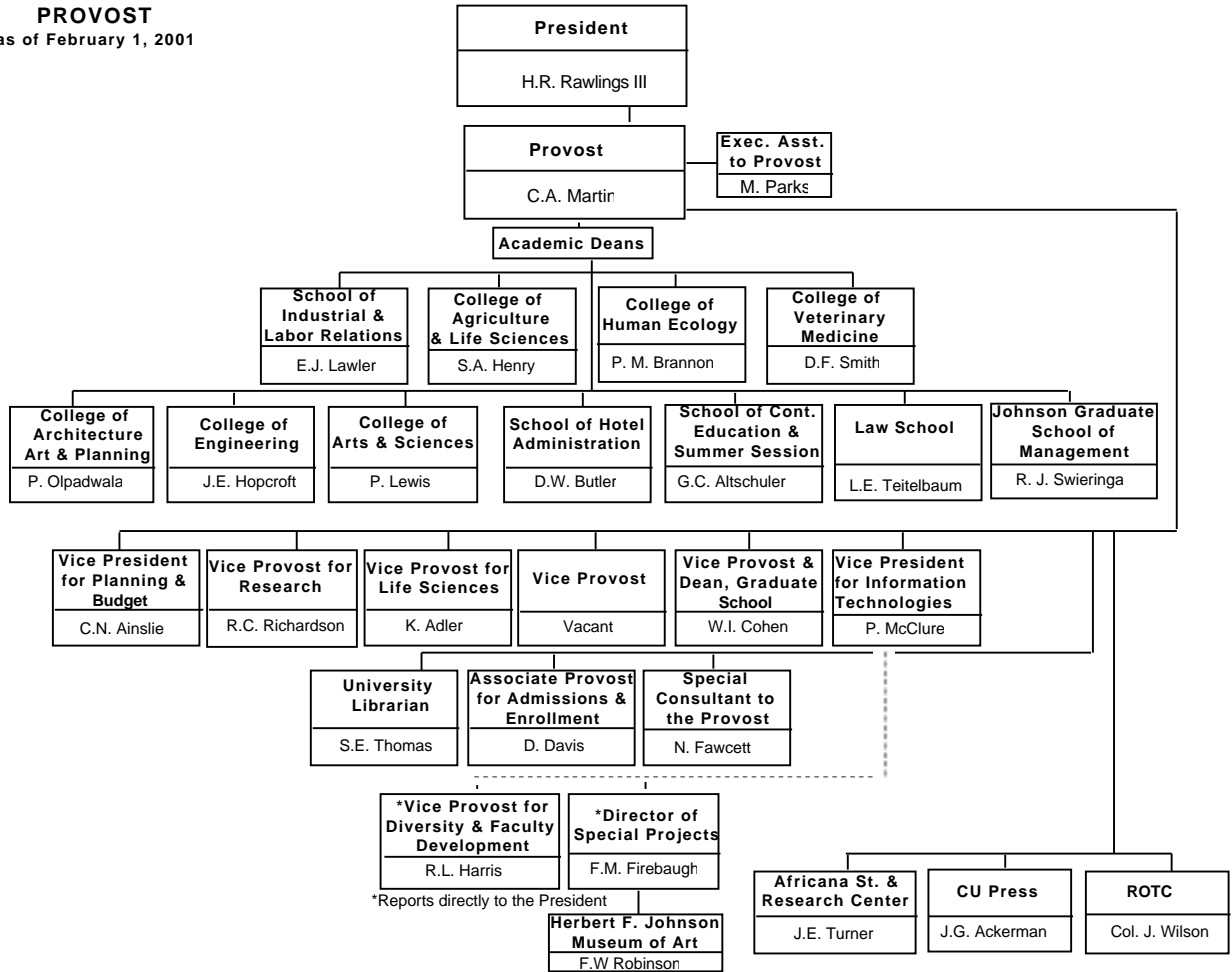 PROVOST
as of February 1, 2001
President
H.R. Rawlings III
Provost
C.A. Martin
Exec. Asst.
to Provost
M. Parks
Academic Deans
School of
Industrial &
Labor Relations
E.J. Lawler
College of
Agriculture
& Life Sciences
S.A. Henry
College of
Human Ecology
P. M. Brannon
College of
Veterinary
Medicine
D.F. Smith
College of
Architecture
Art & Planning
P. Olpadwala
College of
Engineering
J.E. Hopcroft
College of
Arts & Sciences
P. Lewis
School of Hotel
Administration
D.W. Butler
School of Cont.
Education &
Summer Session
G.C. Altschuler
Law School
L.E. Teitelbaum
Johnson Graduate
School of
Management
R. J. Swieringa
Vice President
for Planning &
Budget
C.N. Ainslie
Vice Provost for
Research
R.C. Richardson
Vice Provost for
Life Sciences
K. Adler
Vice Provost
Vacant
Vice Provost &
Dean, Graduate
School
W.I. Cohen
Vice President
for Information
Technologies
P. McClure
University
Librarian
S.E. Thomas
Associate Provost
for Admissions &
Enrollment
D. Davis
Special
Consultant to
the Provost
N. Fawcett
*Vice Provost for
Diversity & Faculty
Development
R.L. Harris
*Director of
Special Projects
F.M. Firebaugh
*Reports directly to the President
Herbert F. Johnson
Museum of Art
F.W Robinson
Africana St. &
Research Center
J.E. Turner
CU Press
J.G. Ackerman
ROTC
Col. J. Wilson